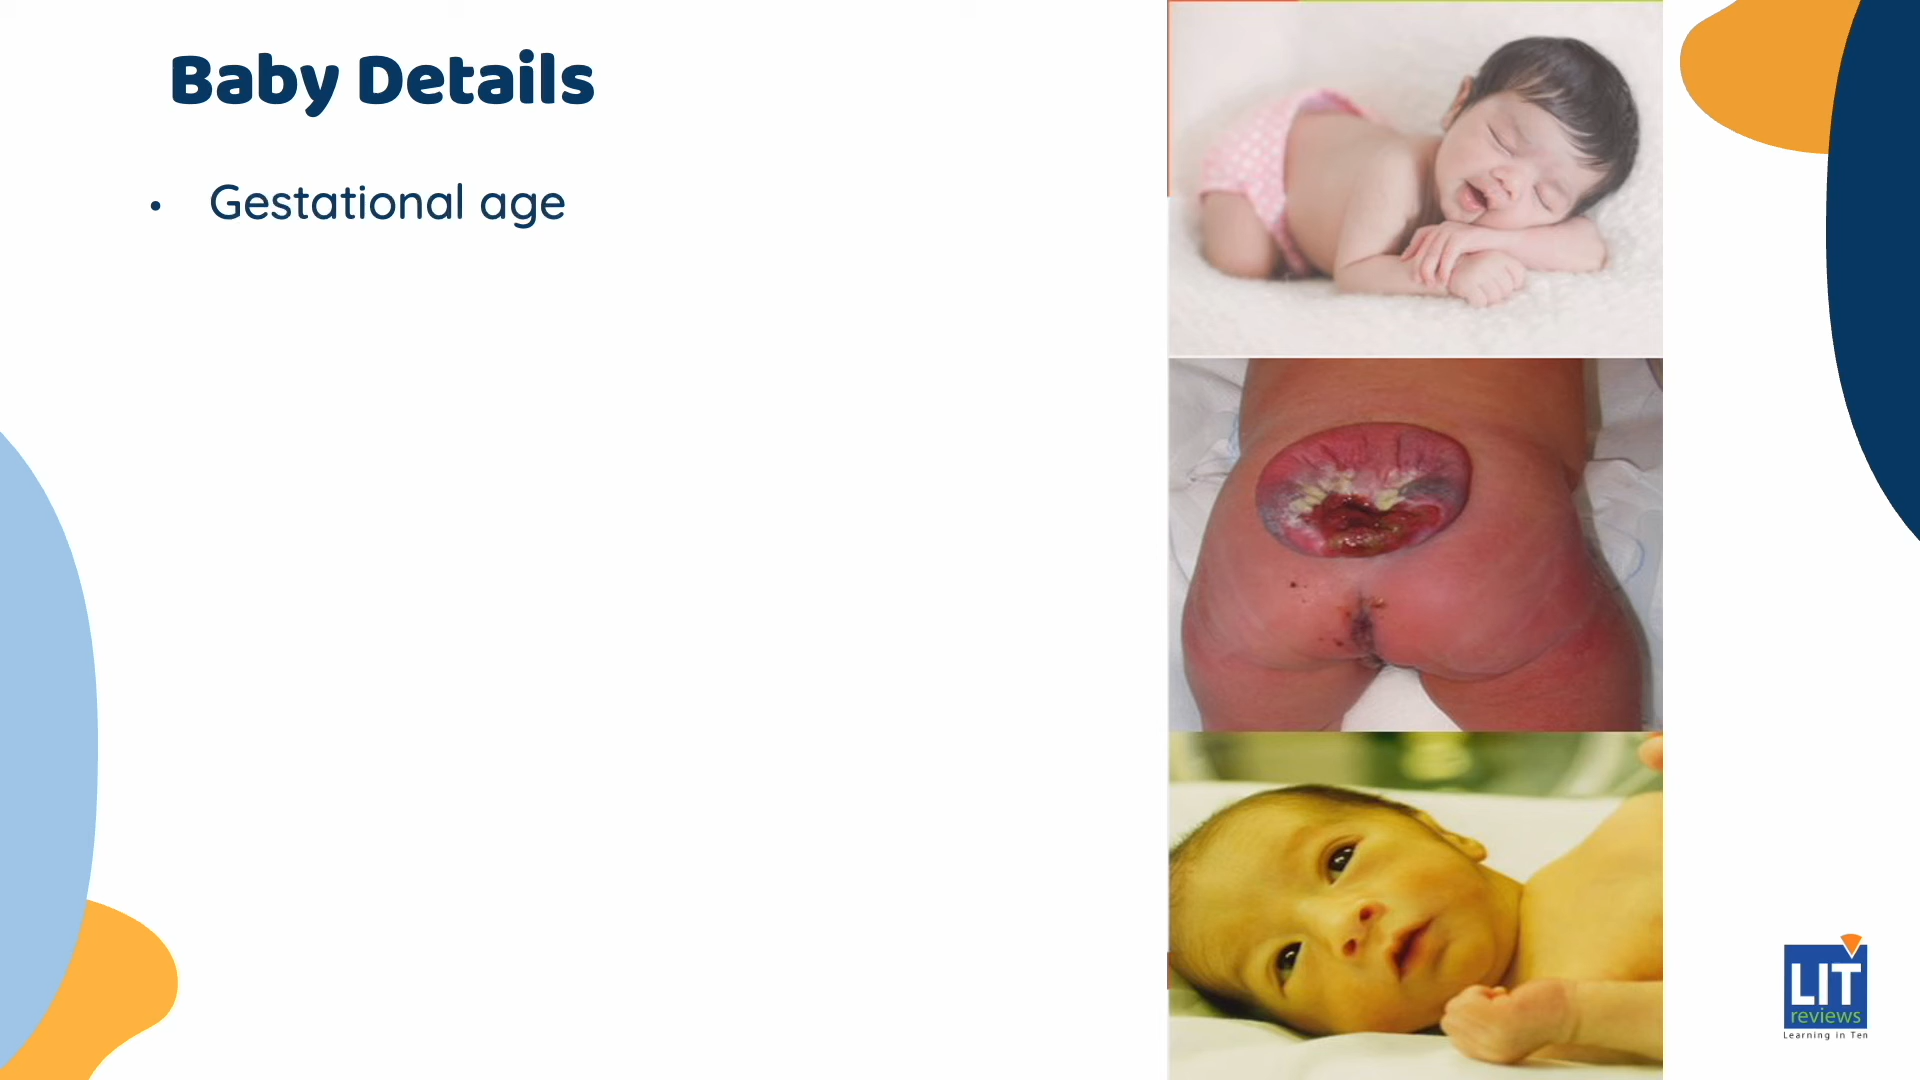 Baby Details
• Gestational age
LIT
reviews
Learning in Ten